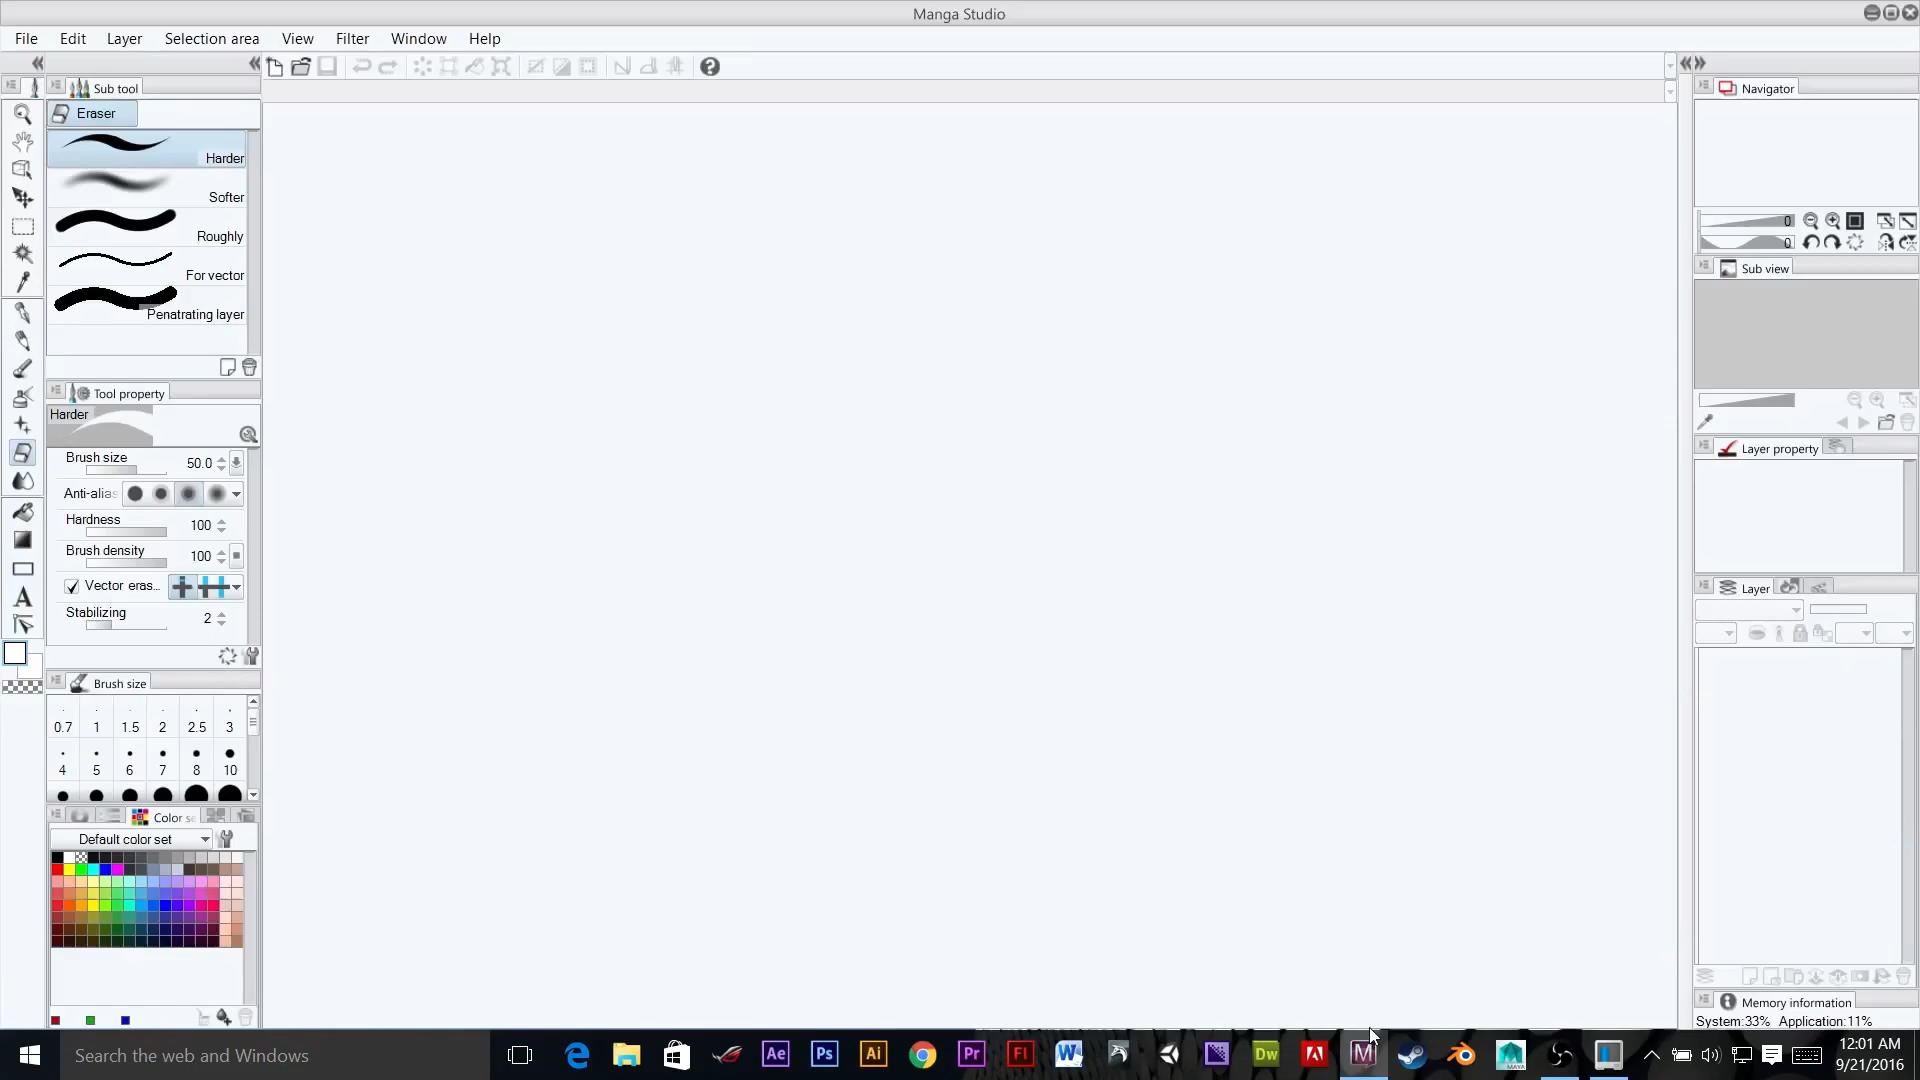 Manga Studio
File Edit Layer Selection area View Filter Window Help
Sub tool
Eraser
Harder
Softer
Roughly
For vector
Penatrating layer
Tool property
Harder
Brush size 50.0
Anti-alias
Hardness 100
Brush density 100
Vector eras...
Stabilizing 2
Brush size
0.7 1 1.5 2 2.5 3
4 5 6 7 8 10
Color se
Default color set
Navigator
0
0
Sub view
Layer property
Layer
Memory information
System:33% Application:11%
Search the web and Windows
Ae Ps Ai Pr Fl W Dw M MAYA
12:01 AM
9/21/2016